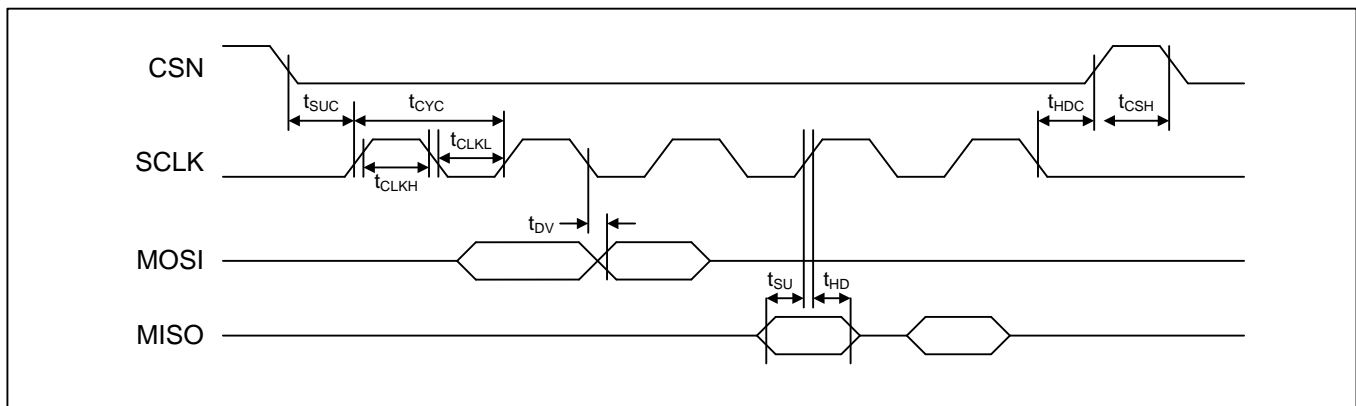 CSN
tSUC
tCYC
tHDC
tCSH
SCLK
tCLKH
tCLKL
tDV
MOSI
tSU
tHD
MISO